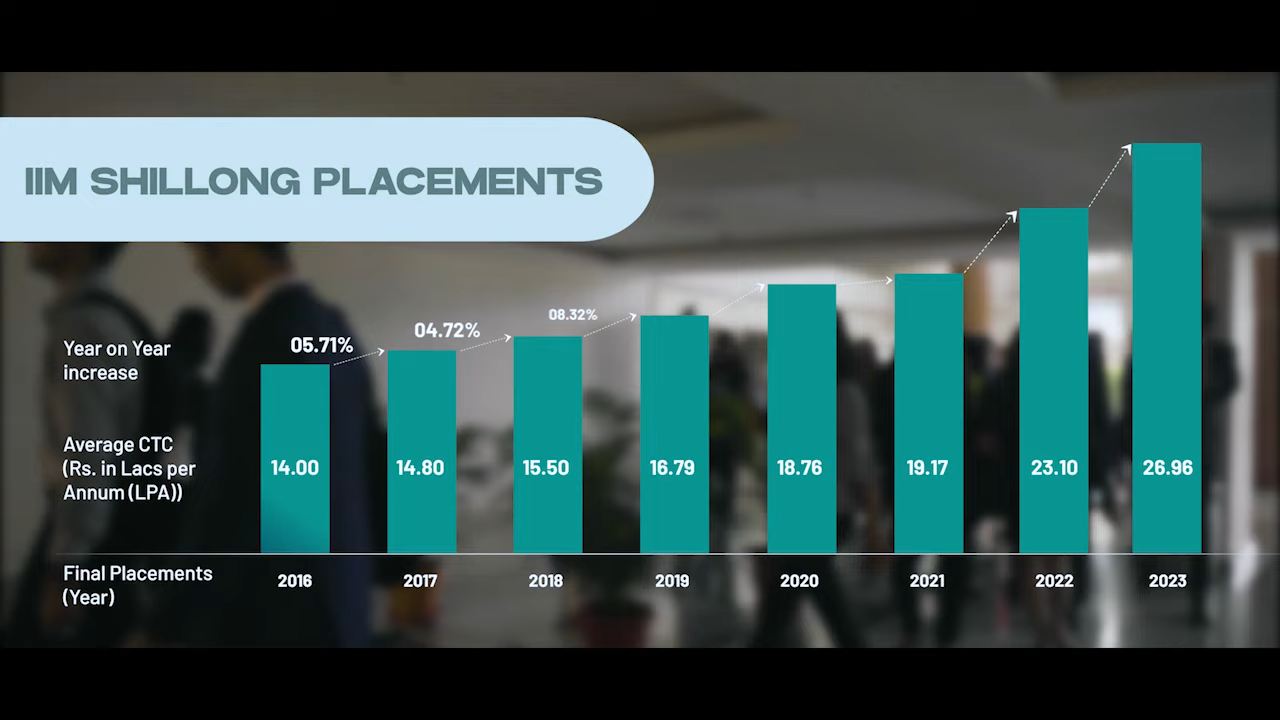 IIM SHILLONG PLACEMENTS
Year on Year
increase
05.71%
04.72%
08.32%
Average CTC
(Rs. in Lacs per
Annum (LPA))
14.00
14.80
15.50
16.79
18.76
19.17
23.10
26.96
Final Placements
(Year)
2016
2017
2018
2019
2020
2021
2022
2023